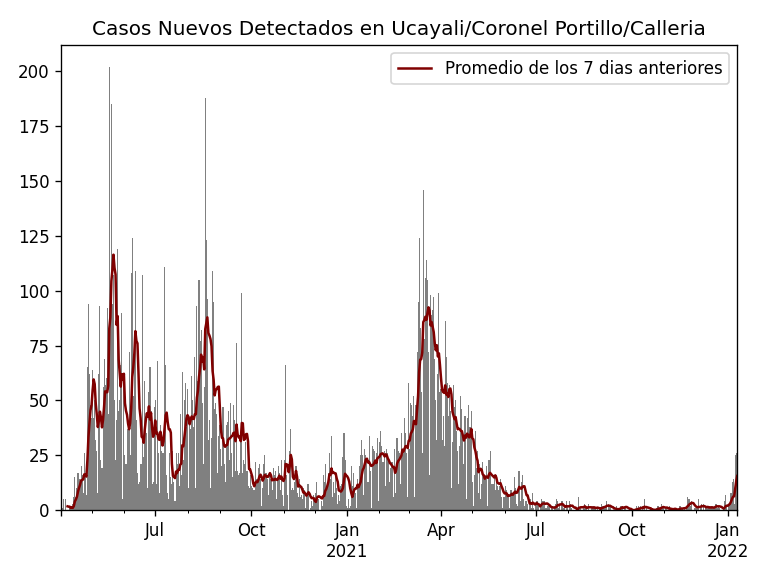 Casos Nuevos Detectados en Ucayali/Coronel Portillo/Calleria
Promedio de los 7 dias anteriores
200
175
150
125
100
75
50
25
0
Jul
Oct
Jan
2021
Apr
Jul
Oct
Jan
2022